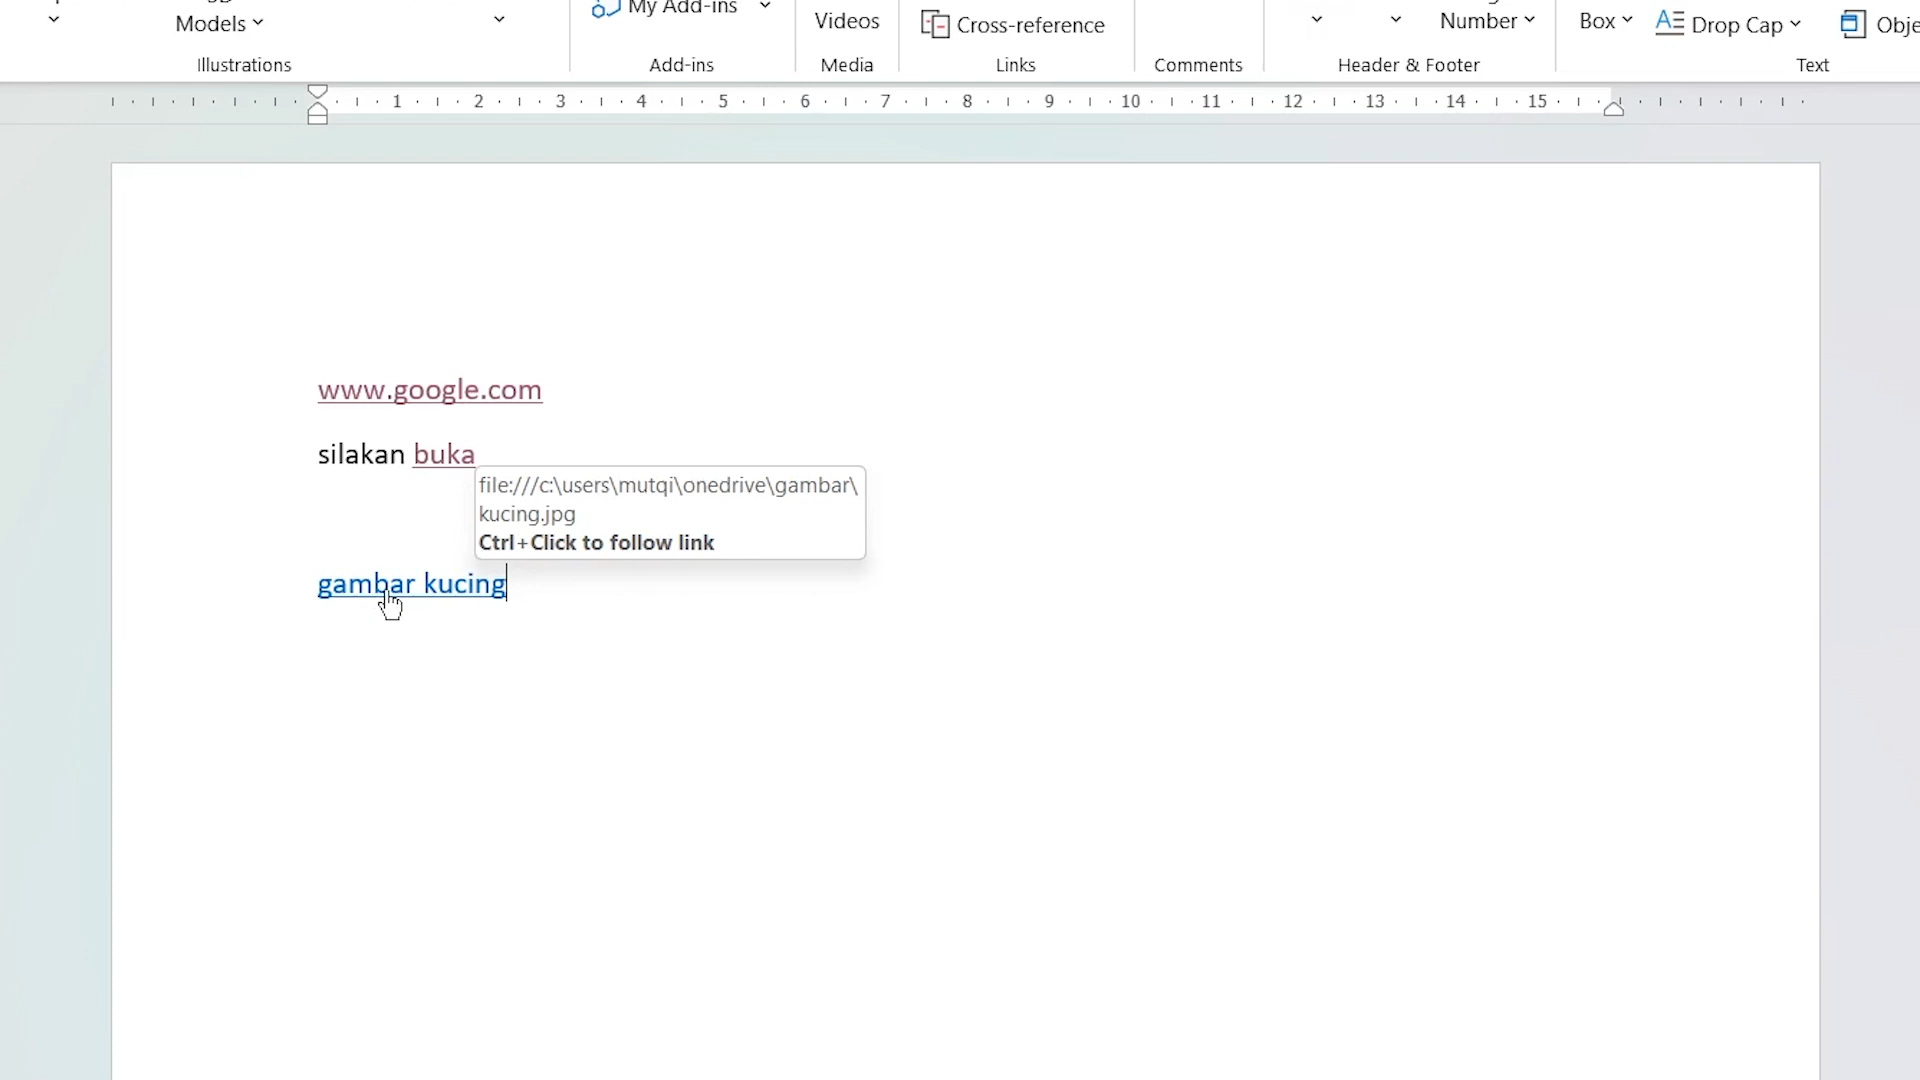 My Add-ins
Models
Videos
Cross-reference
Number
Box
Drop Cap
Obje
Illustrations
Add-ins
Media
Links
Comments
Header & Footer
Text
1 2 3 4 5 6 7 8 9 10 11 12 13 14 15
www.google.com
silakan buka
file:///c:\users\mutqi\onedrive\gambar\
kucing.jpg
Ctrl+Click to follow link
gambar kucing